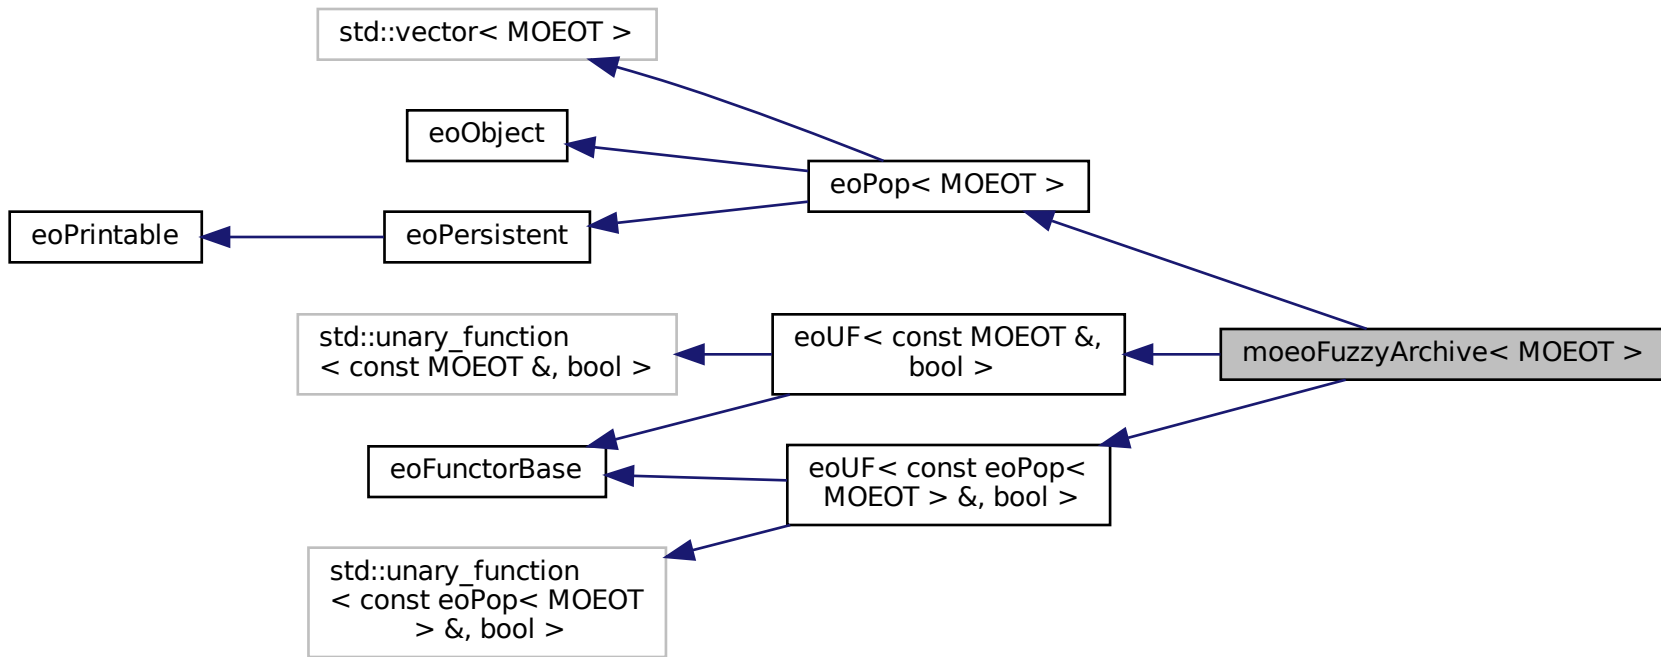 std::vector< MOEOT >
eoObject
eoPop< MOEOT >
eoPrintable
eoPersistent
std::unary_function
< const MOEOT &, bool >
eoUF< const MOEOT &,
bool >
moeoFuzzyArchive< MOEOT >
eoFunctorBase
eoUF< const eoPop<
MOEOT > &, bool >
std::unary_function
< const eoPop< MOEOT
> &, bool >